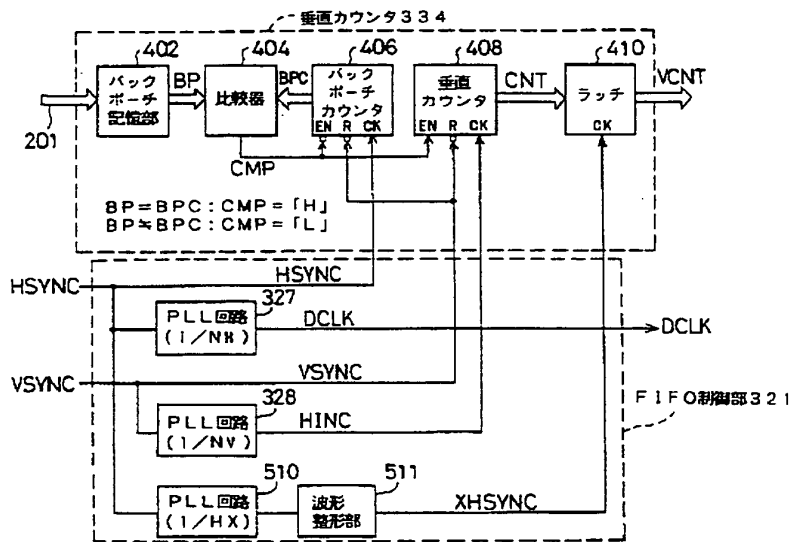 垂直カウンタ334
402
404
406
408
410
バック
ポーチ
記憶部
BP
比較器
BPC
バック
ポーチ
カウンタ
EN R CK
垂直
カウンタ
EN R CK
CNT
ラッチ
CK
VCNT
201
CMP
BP=BPC:CMP=「H」
BP≒BPC:CMP=「L」
HSYNC
HSYNC
327
PLL回路
(1/NX)
DCLK
DCLK
VSYNC
VSYNC
328
PLL回路
(1/NV)
HINC
FIFO制御部321
510
PLL回路
(1/HX)
511
波形
整形部
XHSYNC